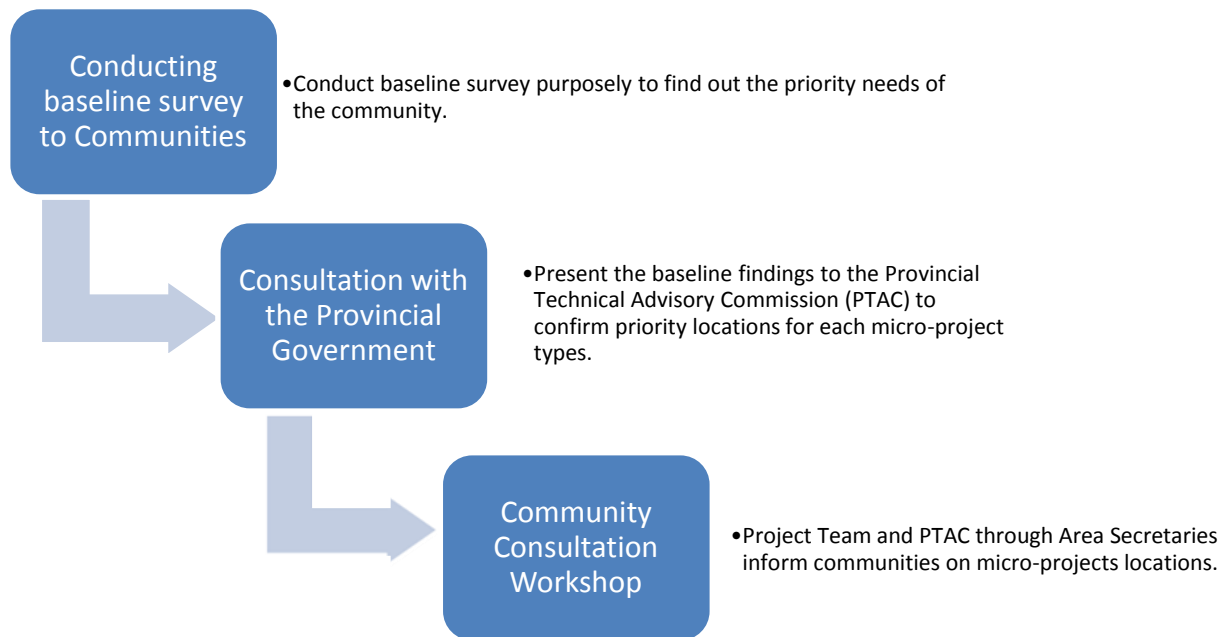 Conducting
baseline survey
to Communities
•Conduct baseline survey purposely to find out the priority needs of
the community.
Consultation with
the Provincial
Government
•Present the baseline findings to the Provincial
Technical Advisory Commission (PTAC) to
confirm priority locations for each micro-project
types.
Community
Consultation
Workshop
•Project Team and PTAC through Area Secretaries
inform communities on micro-projects locations.